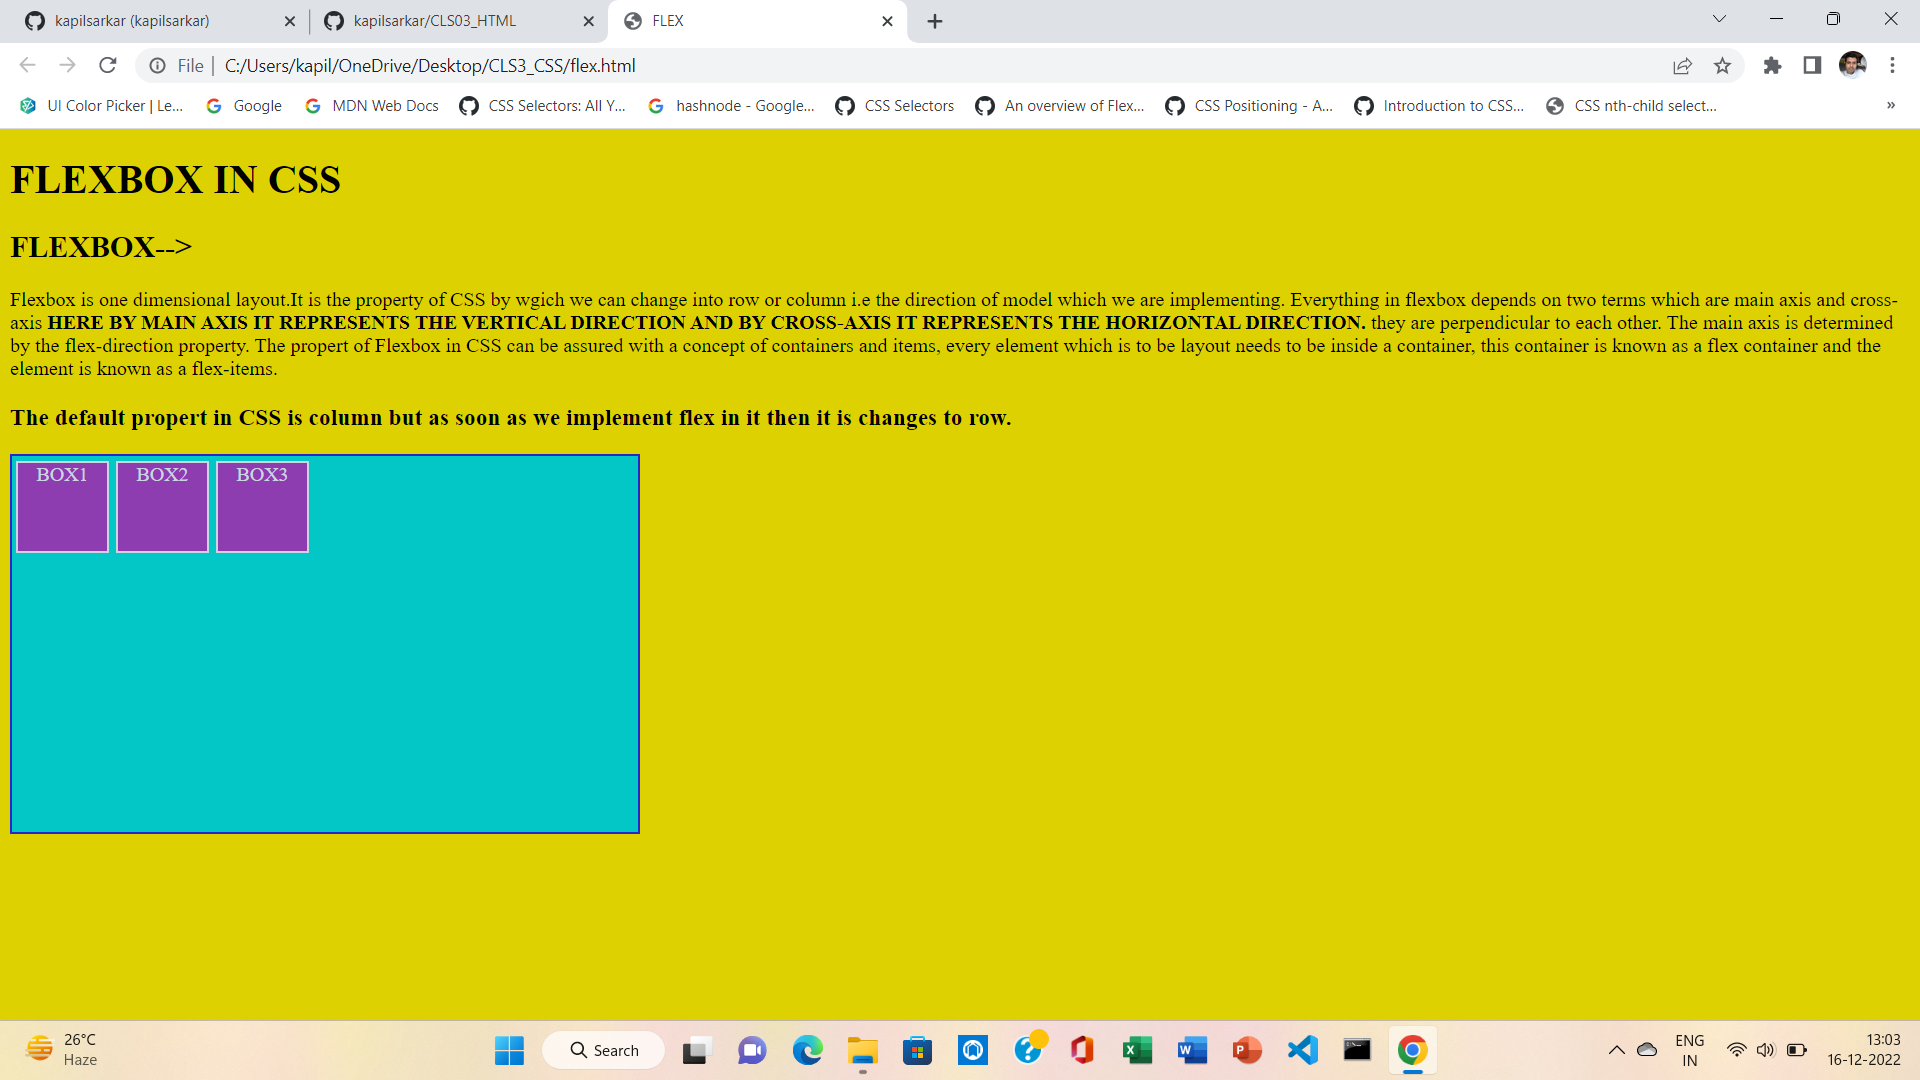 kapilsarkar (kapilsarkar)
kapilsarkar/CLS03_HTML
FLEX
File
C:/Users/kapil/OneDrive/Desktop/CLS3_CSS/flex.html
UI Color Picker | Le...
Google
MDN Web Docs
CSS Selectors: All Y...
hashnode - Google...
CSS Selectors
An overview of Flex...
CSS Positioning - A...
Introduction to CSS...
CSS nth-child select...
»
FLEXBOX IN CSS
FLEXBOX-->
Flexbox is one dimensional layout.It is the property of CSS by wgich we can change into row or column i.e the direction of model which we are implementing. Everything in flexbox depends on two terms which are main axis and cross-
axis HERE BY MAIN AXIS IT REPRESENTS THE VERTICAL DIRECTION AND BY CROSS-AXIS IT REPRESENTS THE HORIZONTAL DIRECTION. they are perpendicular to each other. The main axis is determined
by the flex-direction property. The propert of Flexbox in CSS can be assured with a concept of containers and items, every element which is to be layout needs to be inside a container, this container is known as a flex container and the
element is known as a flex-items.
The default propert in CSS is column but as soon as we implement flex in it then it is changes to row.
BOX1
BOX2
BOX3
26°C
Haze
Search
ENG
IN
13:03
16-12-2022